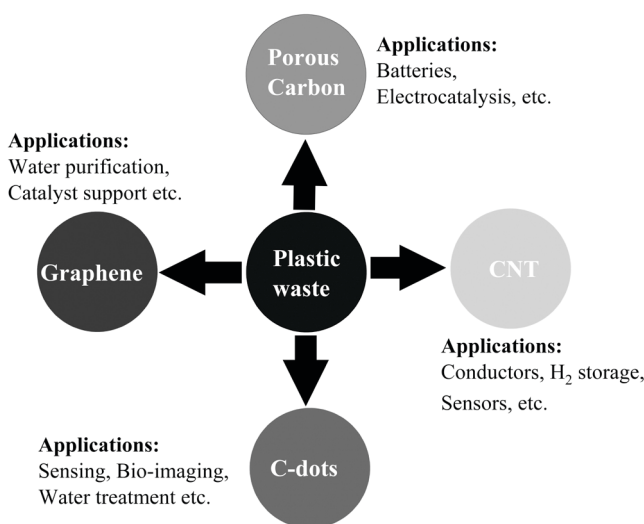 Porous
Carbon
Applications:
Batteries,
Electrocatalysis, etc.
Applications:
Water purification,
Catalyst support etc.
Graphene
Plastic
waste
CNT
Applications:
Conductors, H₂ storage,
Sensors, etc.
Applications:
Sensing, Bio-imaging,
Water treatment etc.
C-dots